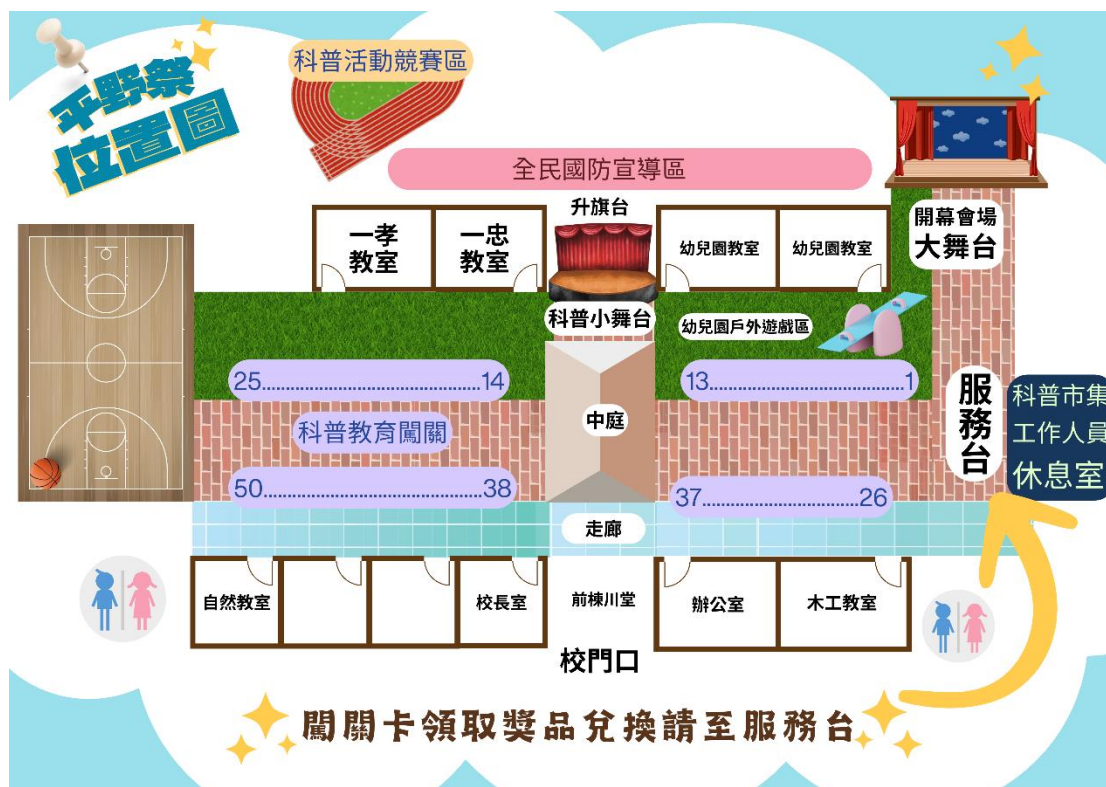 平野祭
位置圖
科普活動競賽區
全民國防宣導區
升旗台
一孝
教室
一忠
教室
幼兒園教室
幼兒園教室
開幕會場
大舞台
科普小舞台
幼兒園戶外遊戲區
25................................................14
13..............................................1
科普教育闖關
中庭
服務台
科普市集
工作人員
休息室
50................................................38
37..................................26
走廊
自然教室
校長室
前棟川堂
辦公室
木工教室
校門口
闖關卡領取獎品兌換請至服務台